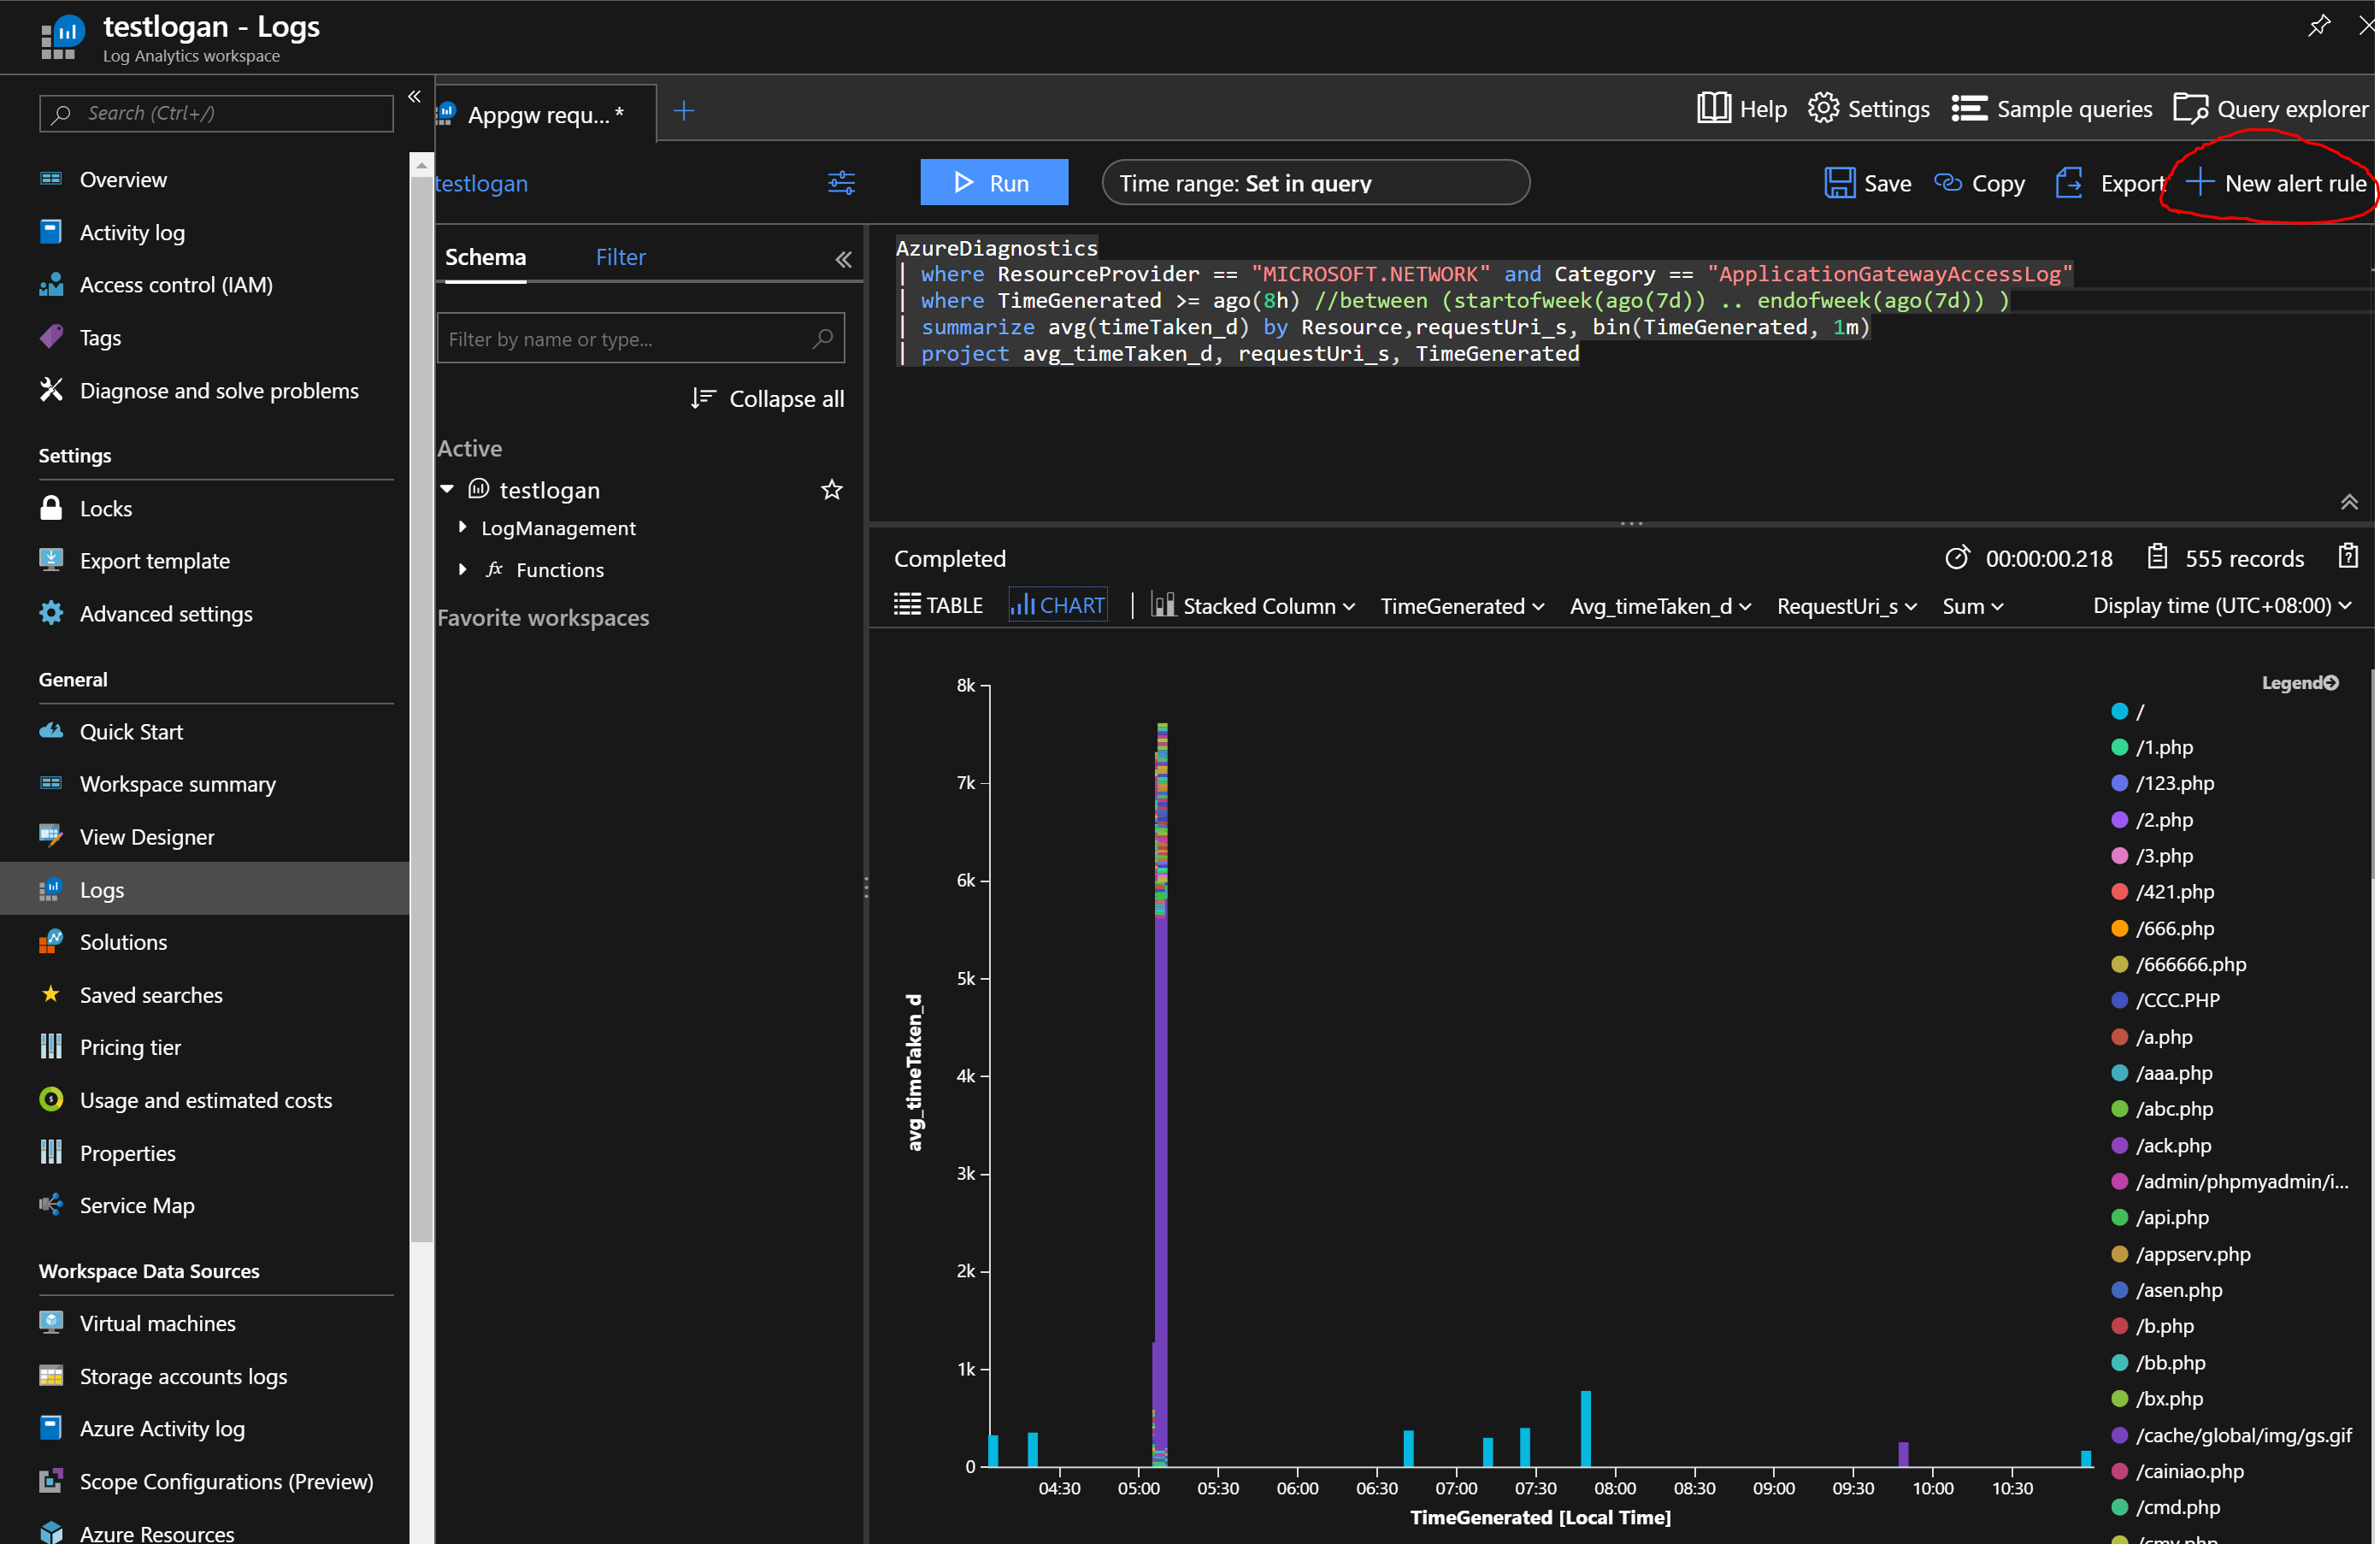 testlogan - Logs
Log Analytics workspace
Search (Ctrl+/)
Overview
Activity log
Access control (IAM)
Tags
Diagnose and solve problems
Settings
Locks
Export template
Advanced settings
General
Quick Start
Workspace summary
View Designer
Logs
Solutions
Saved searches
Pricing tier
Usage and estimated costs
Properties
Service Map
Workspace Data Sources
Virtual machines
Storage accounts logs
Azure Activity log
Scope Configurations (Preview)
Azure Resources
Appgw requ... *
Help
Settings
Sample queries
Query explorer
testlogan
Run
Time range: Set in query
Save
Copy
Export
New alert rule
Schema
Filter
Filter by name or type...
Collapse all
Active
testlogan
LogManagement
fx Functions
Favorite workspaces
AzureDiagnostics
| where ResourceProvider == "MICROSOFT.NETWORK" and Category == "ApplicationGatewayAccessLog"
| where TimeGenerated >= ago(8h) //between (startofweek(ago(7d)) .. endofweek(ago(7d)) )
| summarize avg(timeTaken_d) by Resource,requestUri_s, bin(TimeGenerated, 1m)
| project avg_timeTaken_d, requestUri_s, TimeGenerated
Completed
00:00:00.218
555 records
TABLE
CHART
Stacked Column
TimeGenerated
Avg_timeTaken_d
RequestUri_s
Sum
Display time (UTC+08:00)
8k
7k
6k
5k
4k
3k
2k
1k
0
avg_timeTaken_d
04:30
05:00
05:30
06:00
06:30
07:00
07:30
08:00
08:30
09:00
09:30
10:00
10:30
TimeGenerated [Local Time]
Legend
/
/1.php
/123.php
/2.php
/3.php
/421.php
/666.php
/666666.php
/CCC.PHP
/a.php
/aaa.php
/abc.php
/ack.php
/admin/phpmyadmin/i...
/api.php
/appserv.php
/asen.php
/b.php
/bb.php
/bx.php
/cache/global/img/gs.gif
/cainiao.php
/cmd.php